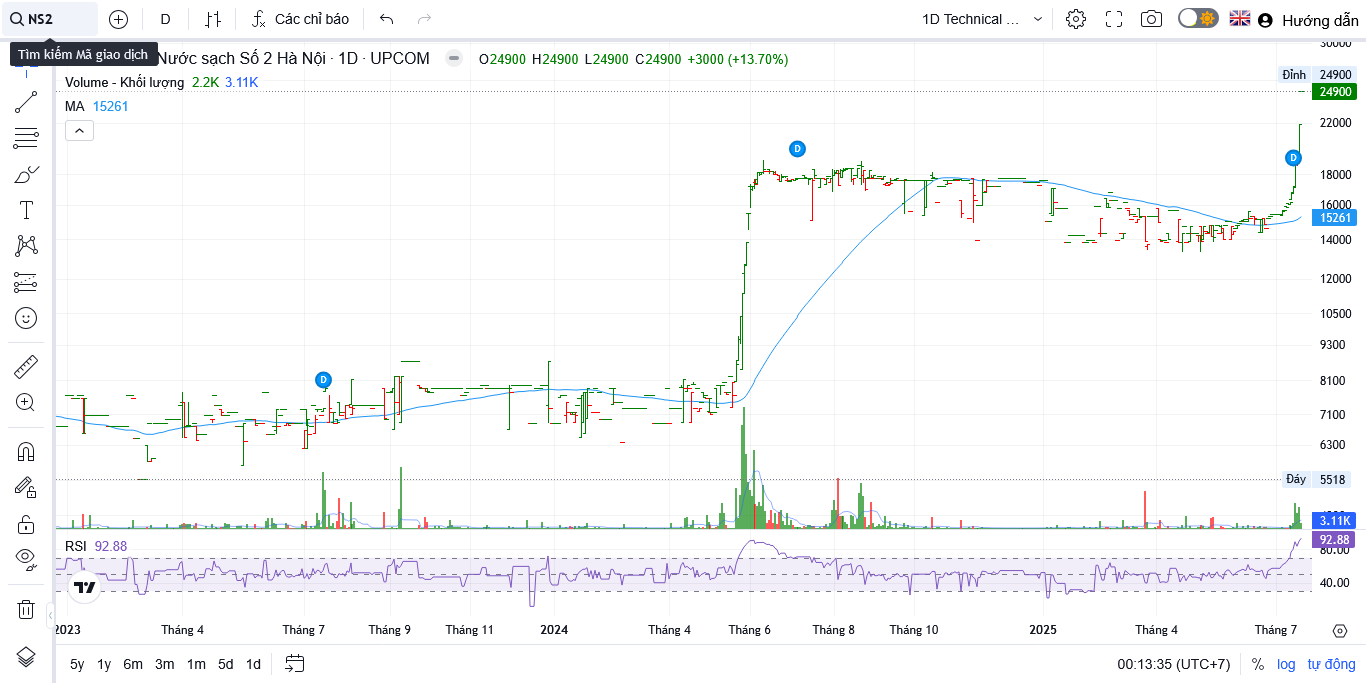 NS2 D Các chỉ báo 1D Technical ... Hướng dẫn
Tìm kiếm Mã giao dịch
Nước sạch Số 2 Hà Nội · 1D · UPCOM O24900 H24900 L24900 C24900 +3000 (+13.70%)
Volume - Khối lượng 2.2K 3.11K
MA 15261
30000
Đỉnh 24900
24900
22000
18000
16000
15261
14000
12000
10500
9300
8100
7100
6300
Đáy 5518
3.11K
D
D
D
RSI 92.88
92.88
80.00
40.00
2023 Tháng 4 Tháng 7 Tháng 9 Tháng 11 2024 Tháng 4 Tháng 6 Tháng 8 Tháng 10 2025 Tháng 4 Tháng 7
5y 1y 6m 3m 1m 5d 1d 00:13:35 (UTC+7) % log tự động